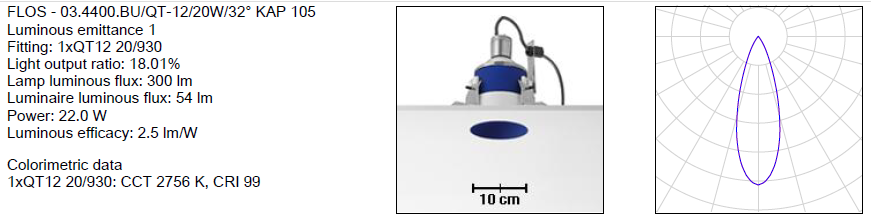 FLOS - 03.4400.BU/QT-12/20W/32° KAP 105
Luminous emittance 1
Fitting: 1xQT12 20/930
Light output ratio: 18.01%
Lamp luminous flux: 300 lm
Luminaire luminous flux: 54 lm
Power: 22.0 W
Luminous efficacy: 2.5 lm/W
Colorimetric data
1xQT12 20/930: CCT 2756 K, CRI 99
10 cm